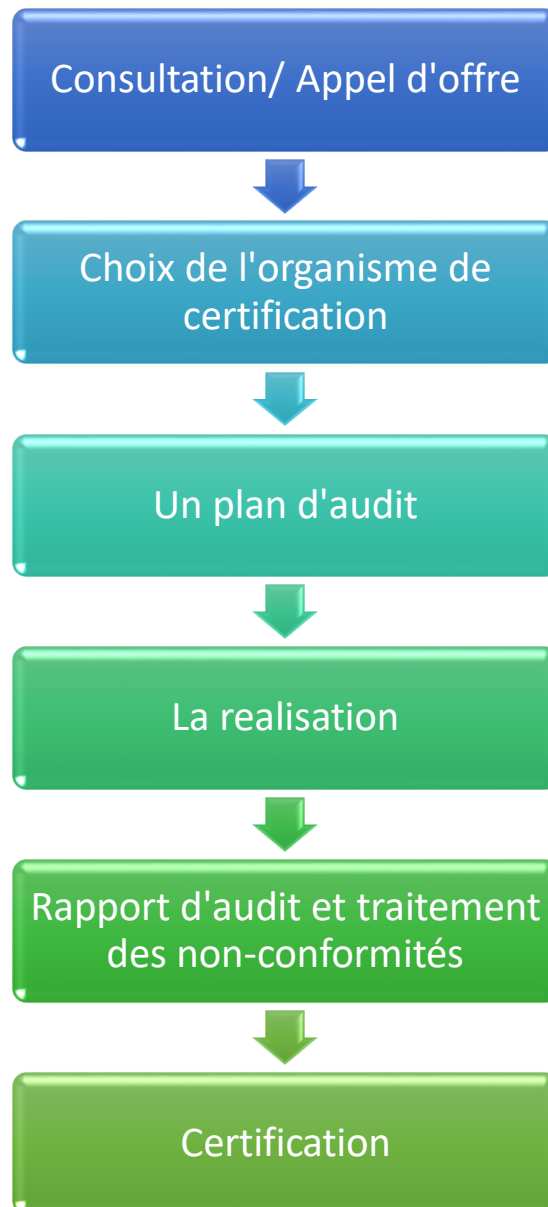 Consultation/ Appel d'offre
Choix de l'organisme de
certification
Un plan d'audit
La realisation
Rapport d'audit et traitement
des non-conformités
Certification